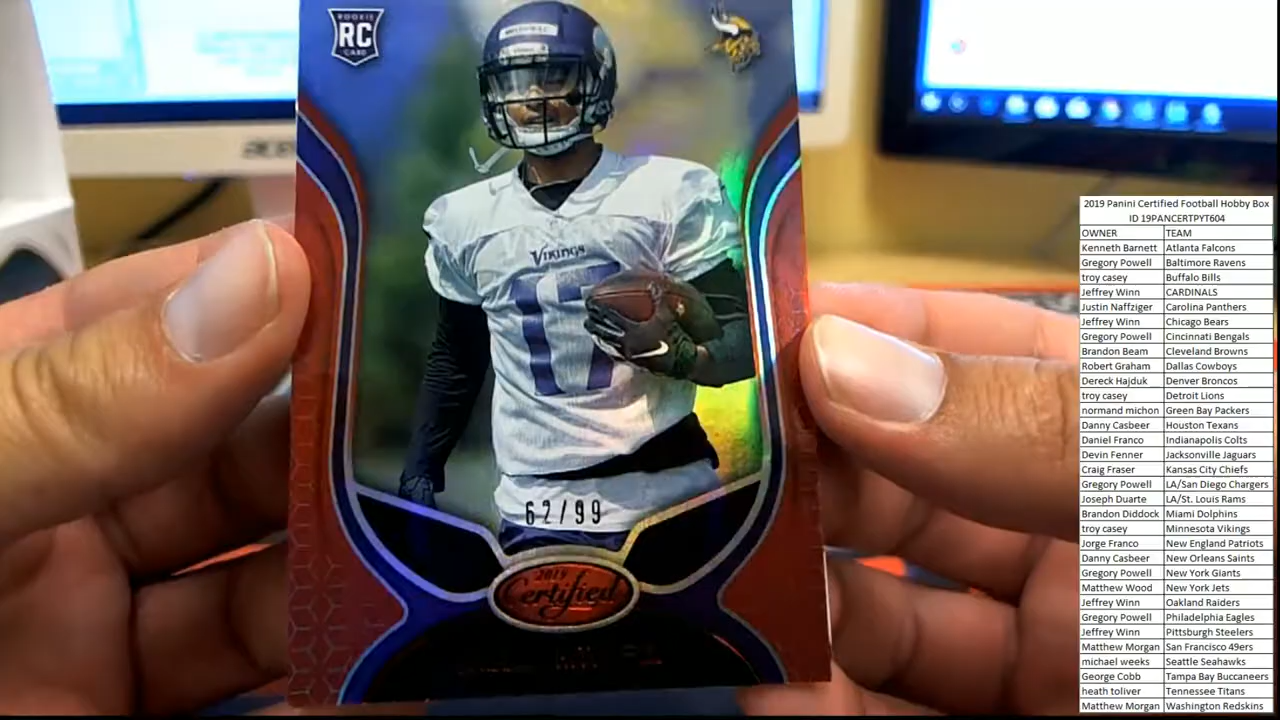 ROOKIE
RC
CARD
VIKINGS
17
62/99
2019
Certified
acer
2019 Panini Certified Football Hobby Box
ID 19PANCERTPYT604
OWNER TEAM
Kenneth Barnett Atlanta Falcons
Gregory Powell Baltimore Ravens
troy casey Buffalo Bills
Jeffrey Winn CARDINALS
Justin Naffziger Carolina Panthers
Jeffrey Winn Chicago Bears
Gregory Powell Cincinnati Bengals
Brandon Beam Cleveland Browns
Robert Graham Dallas Cowboys
Dereck Hajduk Denver Broncos
troy casey Detroit Lions
normand michon Green Bay Packers
Danny Casbeer Houston Texans
Daniel Franco Indianapolis Colts
Devin Fenner Jacksonville Jaguars
Craig Fraser Kansas City Chiefs
Gregory Powell LA/San Diego Chargers
Joseph Duarte LA/St. Louis Rams
Brandon Diddock Miami Dolphins
troy casey Minnesota Vikings
Jorge Franco New England Patriots
Danny Casbeer New Orleans Saints
Gregory Powell New York Giants
Matthew Wood New York Jets
Jeffrey Winn Oakland Raiders
Gregory Powell Philadelphia Eagles
Jeffrey Winn Pittsburgh Steelers
Matthew Morgan San Francisco 49ers
michael weeks Seattle Seahawks
George Cobb Tampa Bay Buccaneers
heath toliver Tennessee Titans
Matthew Morgan Washington Redskins